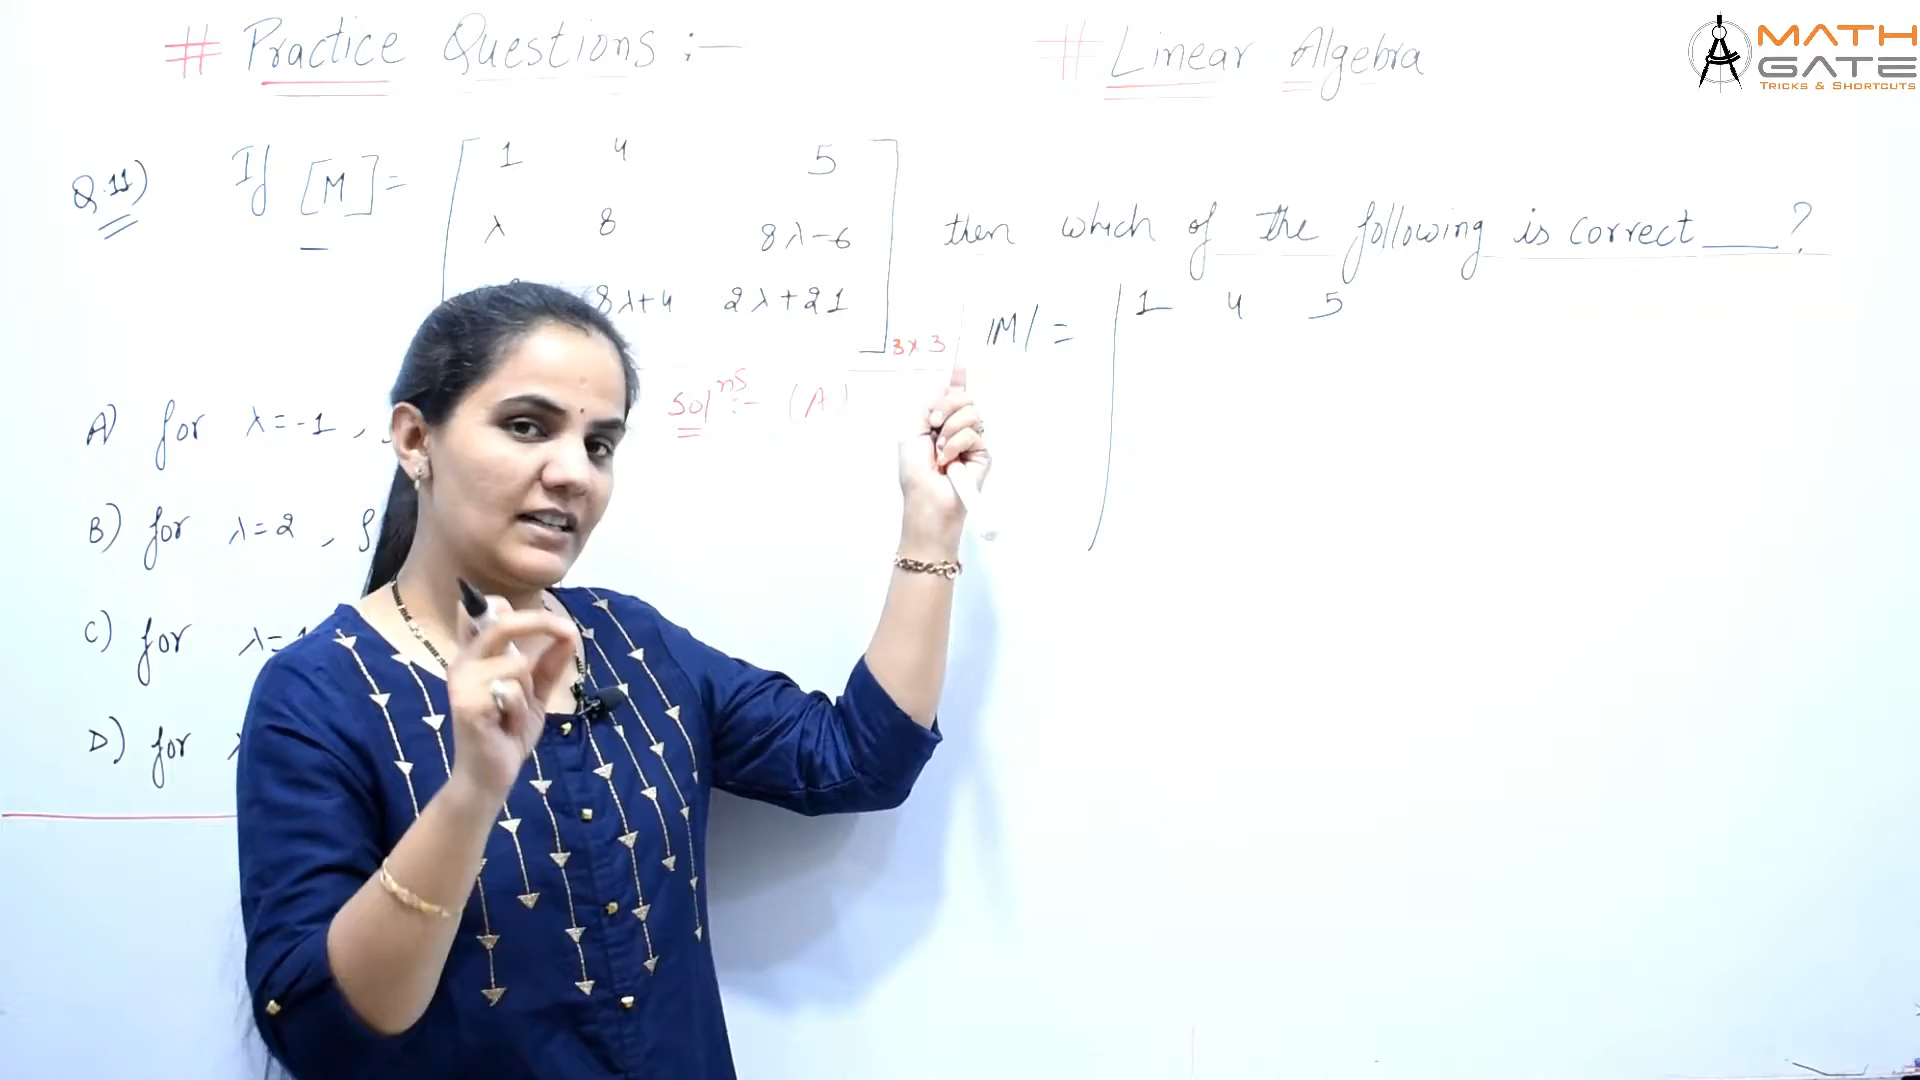 # Practice Questions :-
# Linear Algebra
MATH
GATE
TRICKS & SHORTCUTS
Q.11) If [M] =
1 4 5
λ 8 8λ-6
8λ+4 2λ+21
3x3
then which of the following is correct ___ ?
|M| = | 1 4 5
Solⁿˢ :- (A)
A) for λ=-1 ,
B) for λ=2 , ρ
C) for λ=1
D) for λ